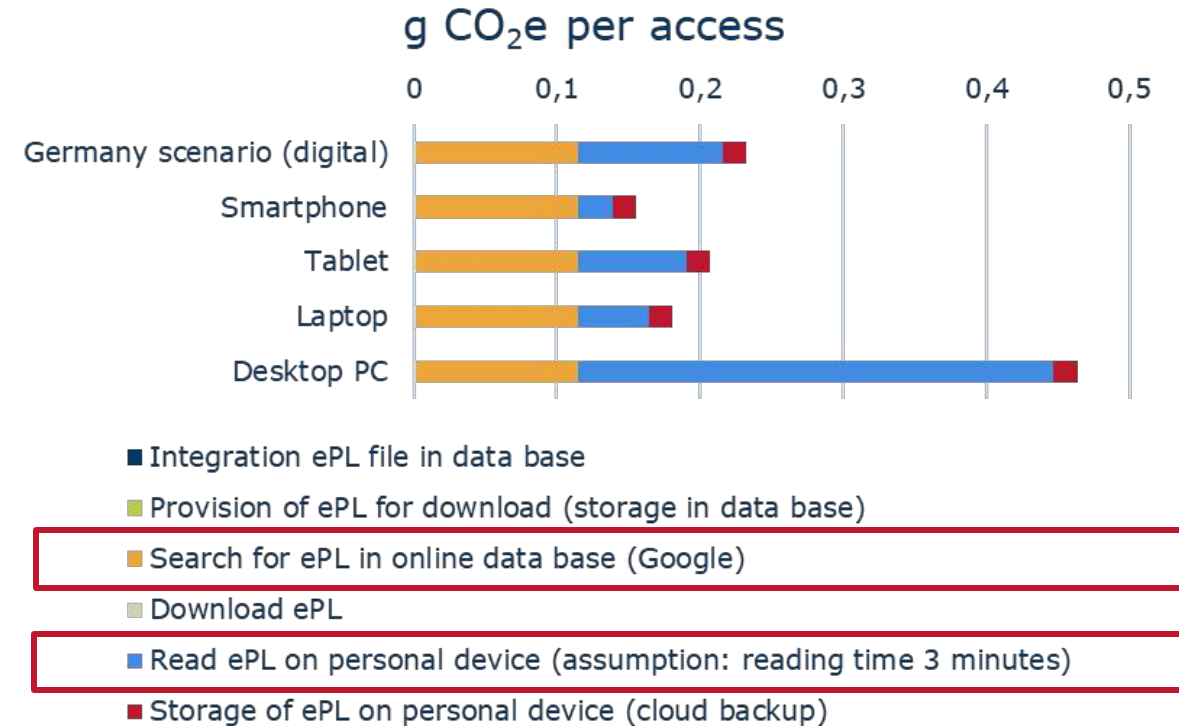 g CO₂e per access
0 0,1 0,2 0,3 0,4 0,5
Germany scenario (digital)
Smartphone
Tablet
Laptop
Desktop PC
Integration ePL file in data base
Provision of ePL for download (storage in data base)
Search for ePL in online data base (Google)
Download ePL
Read ePL on personal device (assumption: reading time 3 minutes)
Storage of ePL on personal device (cloud backup)